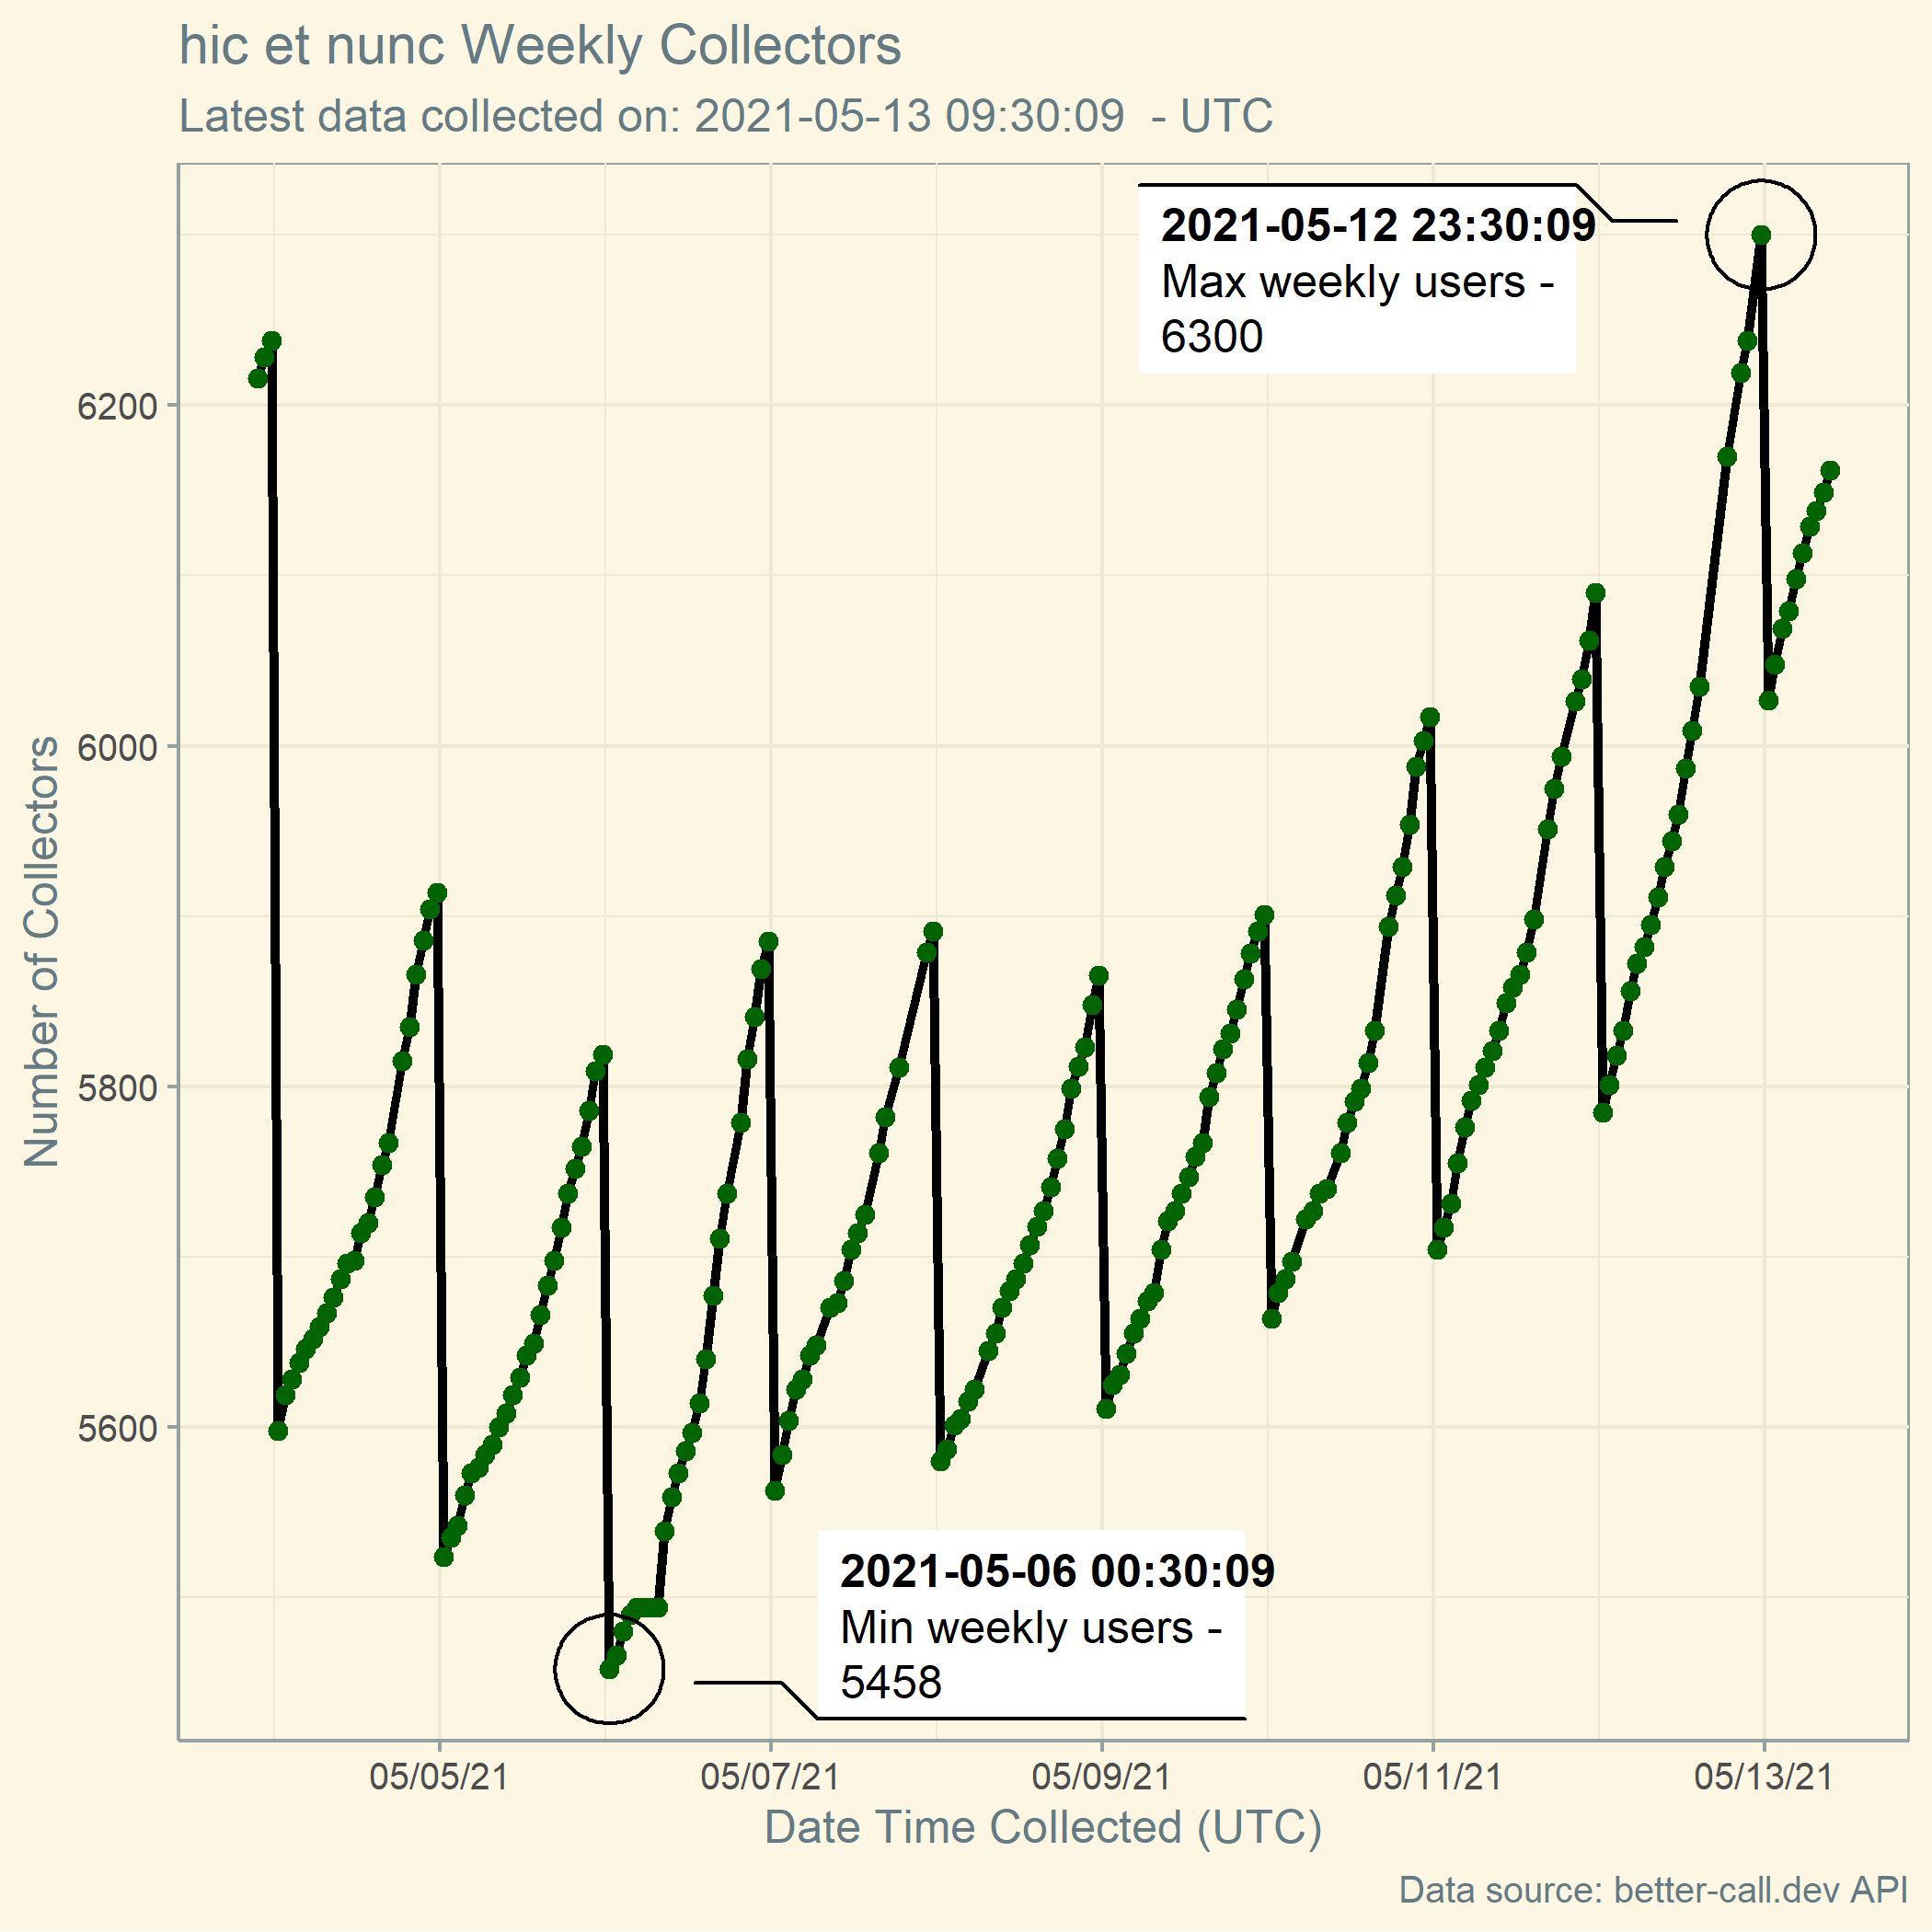 hic et nunc Weekly Collectors
Latest data collected on: 2021-05-13 09:30:09  - UTC
2021-05-12 23:30:09
Max weekly users -
6300
6200
6000
5800
5600
Number of Collectors
2021-05-06 00:30:09
Min weekly users -
5458
05/05/21
05/07/21
05/09/21
05/11/21
05/13/21
Date Time Collected (UTC)
Data source: better-call.dev API